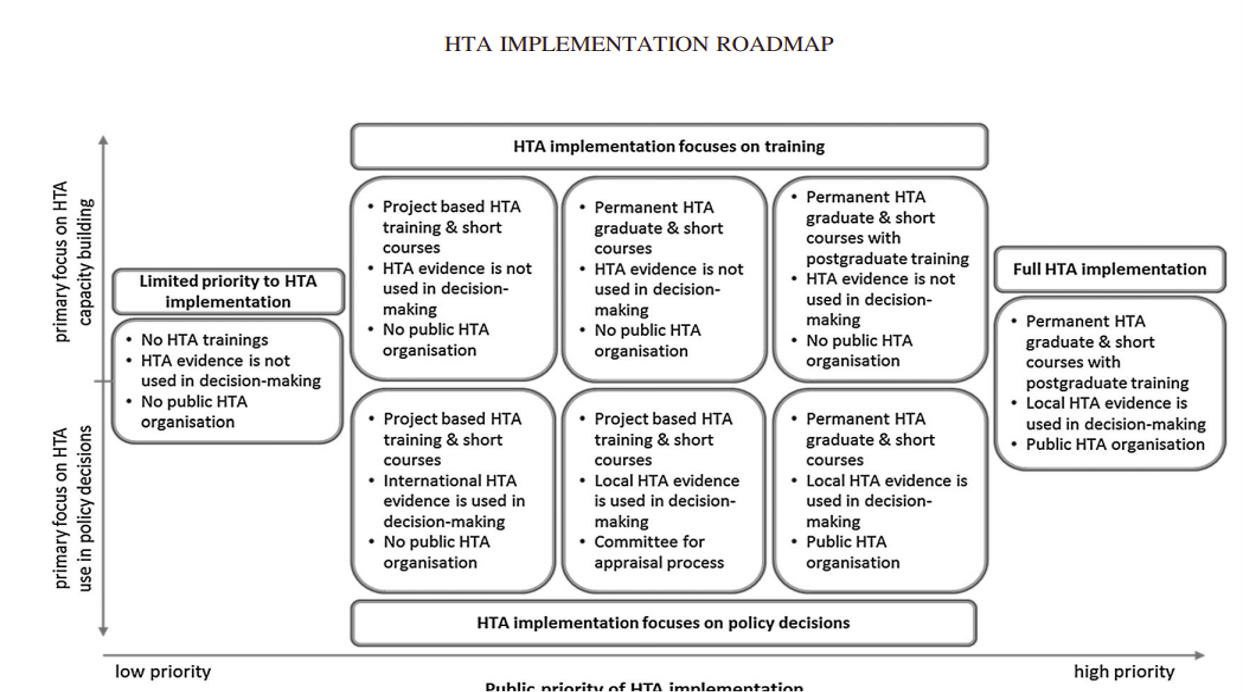 HTA IMPLEMENTATION ROADMAP
HTA implementation focuses on training
primary focus on HTA
capacity building
primary focus on HTA
use in policy decisions
Limited priority to HTA
implementation
• No HTA trainings
• HTA evidence is not
used in decision-making
• No public HTA
organisation
• Project based HTA
training & short
courses
• HTA evidence is not
used in decision-
making
• No public HTA
organisation
• Permanent HTA
graduate & short
courses
• HTA evidence is not
used in decision-
making
• No public HTA
organisation
• Permanent HTA
graduate & short
courses with
postgraduate training
• HTA evidence is not
used in decision-
making
• No public HTA
organisation
• Project based HTA
training & short
courses
• International HTA
evidence is used in
decision-making
• No public HTA
organisation
• Project based HTA
training & short
courses
• Local HTA evidence
is used in decision-
making
• Committee for
appraisal process
• Permanent HTA
graduate & short
courses
• Local HTA evidence is
used in decision-
making
• Public HTA
organisation
Full HTA implementation
• Permanent HTA
graduate & short
courses with
postgraduate training
• Local HTA evidence is
used in decision-making
• Public HTA organisation
HTA implementation focuses on policy decisions
low priority
high priority
Public priority of HTA implementation